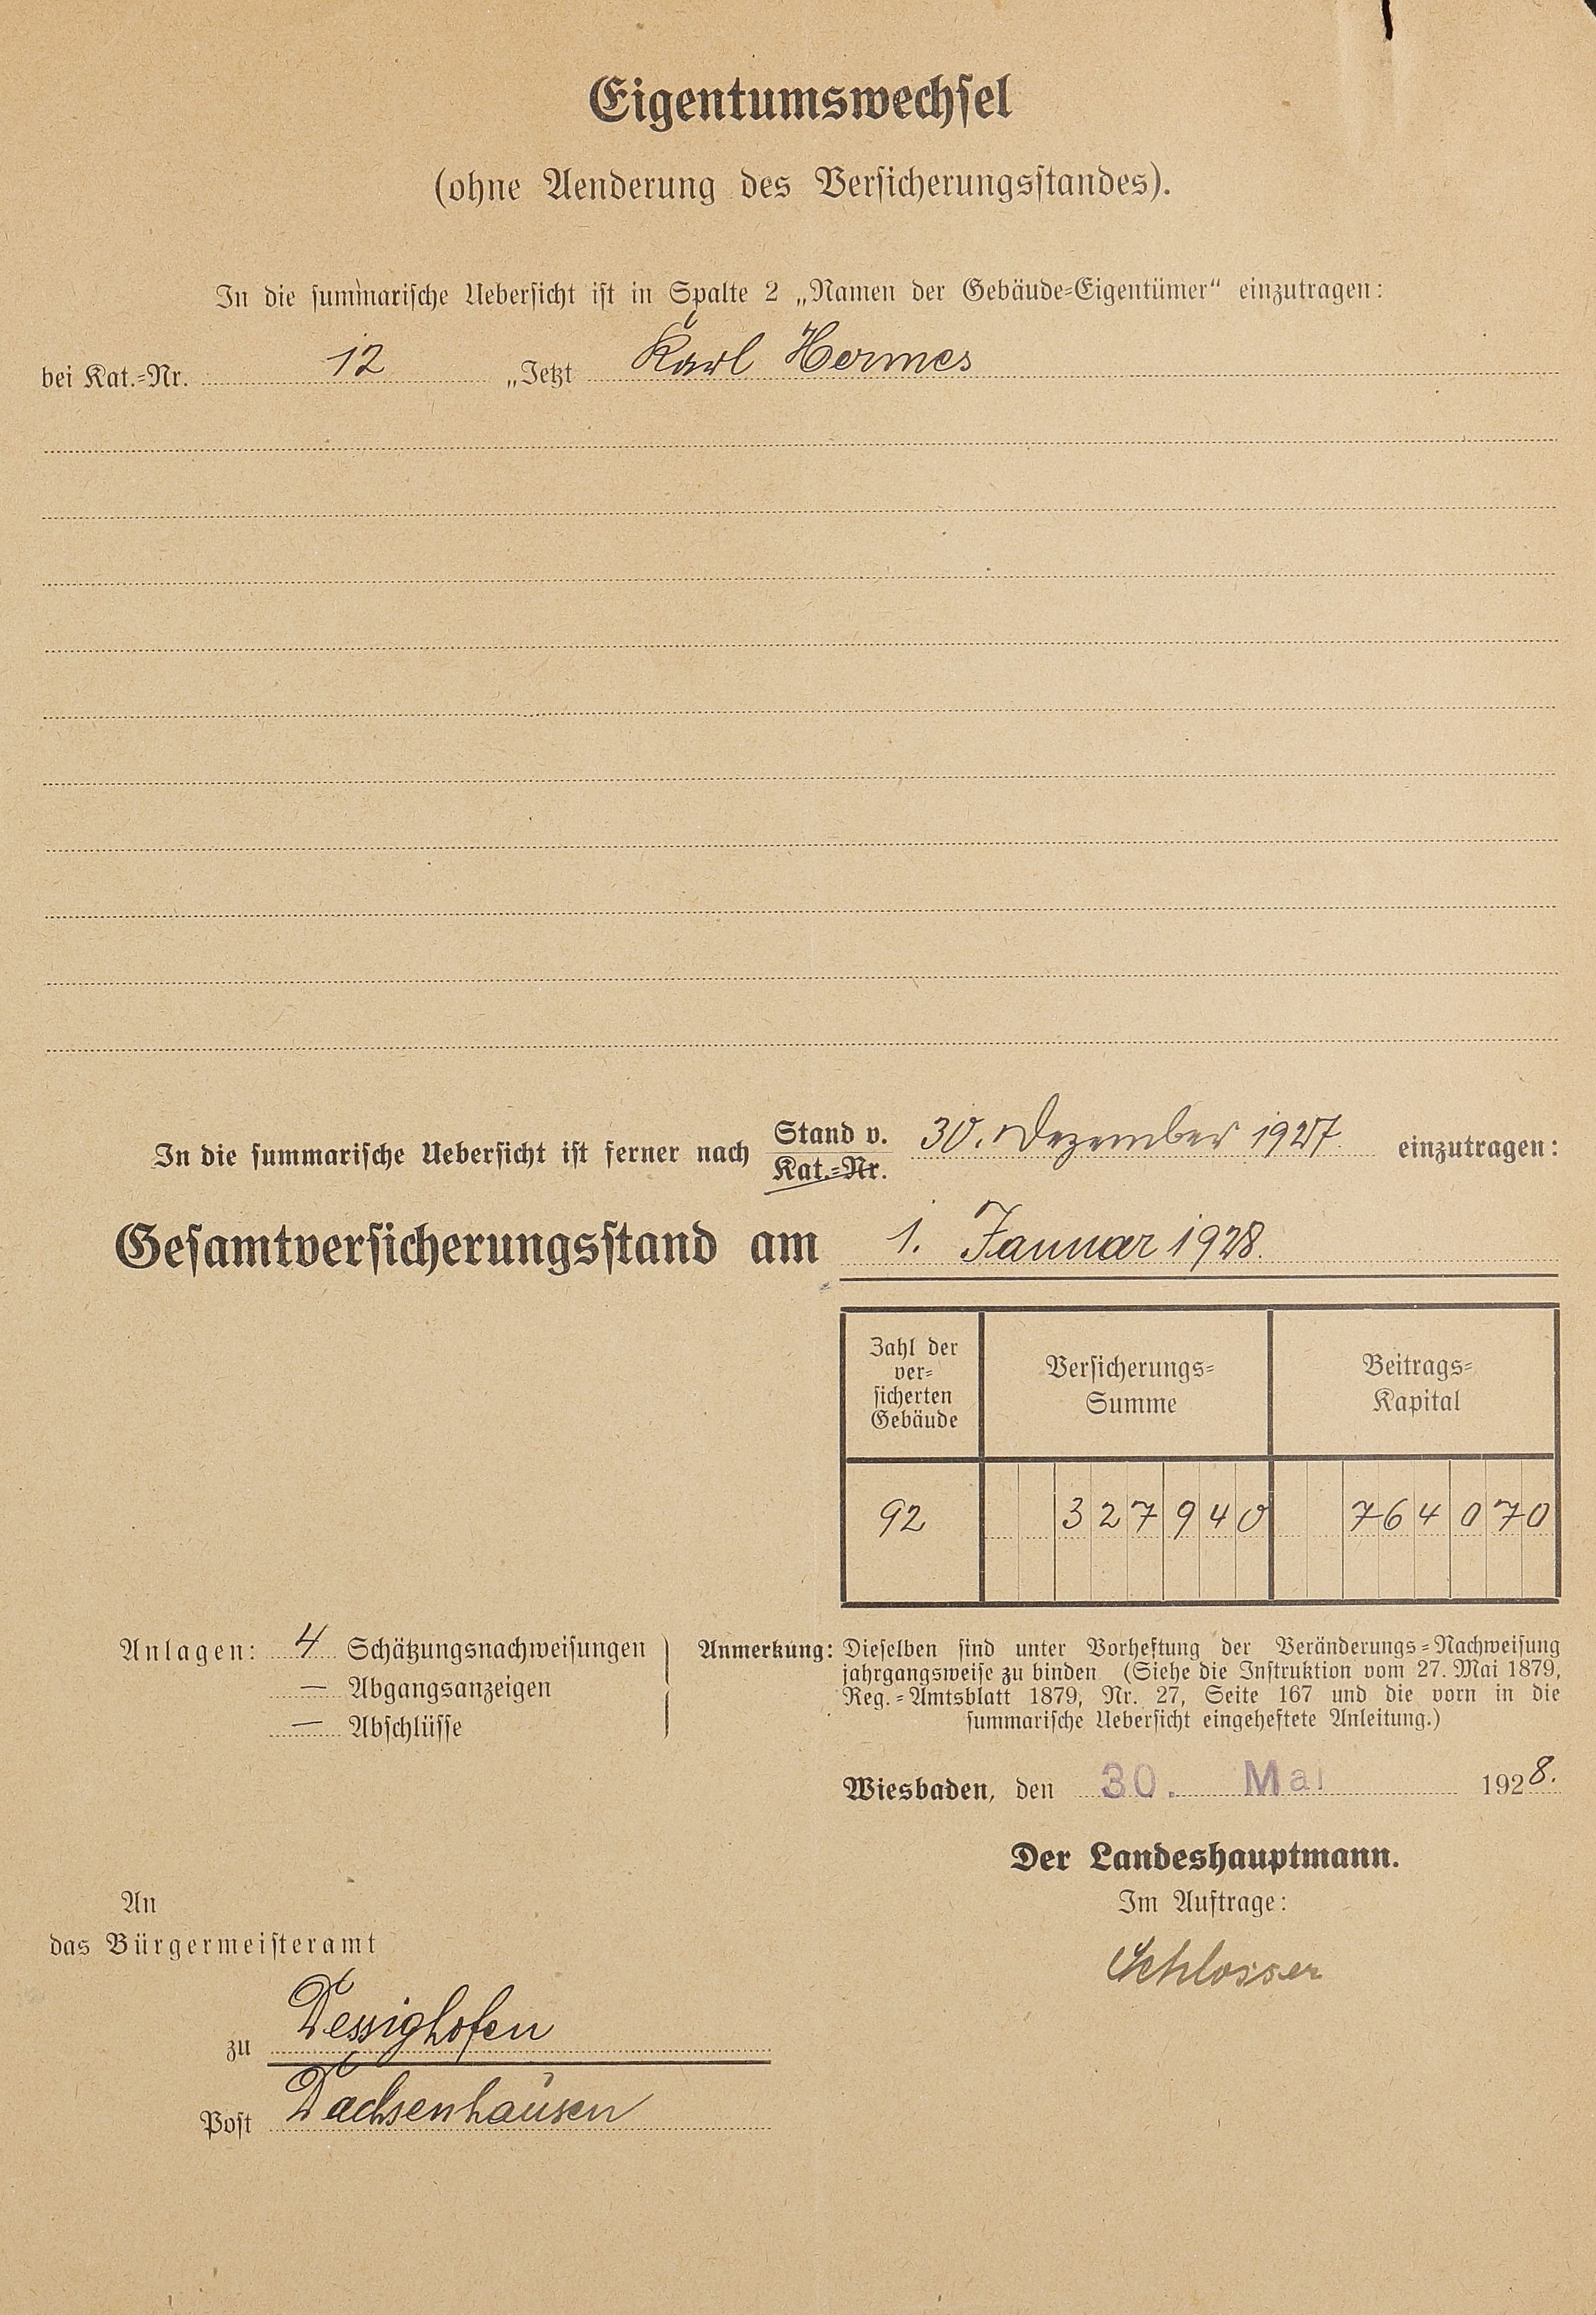 Eigentumswechsel
(ohne Aenderung des Versicherungsstandes).
In die summarische Uebersicht ist in Spalte 2 „Namen der Gebäude-Eigentümer“ einzutragen:
bei Kat.-Nr. 12 „Jetzt Karl Hermes
In die summarische Uebersicht ist ferner nach Stand v. 30. Dezember 1927 einzutragen:
Kat.-Nr.
Gesamtversicherungsstand am 1. Januar 1928.
Zahl der versicherten Gebäude
Versicherungs-Summe
Beitrags-Kapital
92 327940 764070
Anlagen: 4 Schätzungsnachweisungen
— Abgangsanzeigen
— Abschlüsse
Anmerkung: Dieselben sind unter Vorheftung der Veränderungs-Nachweisung
jahrgangsweise zu binden (Siehe die Instruktion vom 27. Mai 1879,
Reg.-Amtsblatt 1879, Nr. 27, Seite 167 und die vorn in die
summarische Uebersicht eingeheftete Anleitung.)
Wiesbaden, den 30. Mai 1928.
Der Landeshauptmann.
Im Auftrage:
Schlosser
An
das Bürgermeisteramt
zu Dessighofen
Post Dachsenhausen